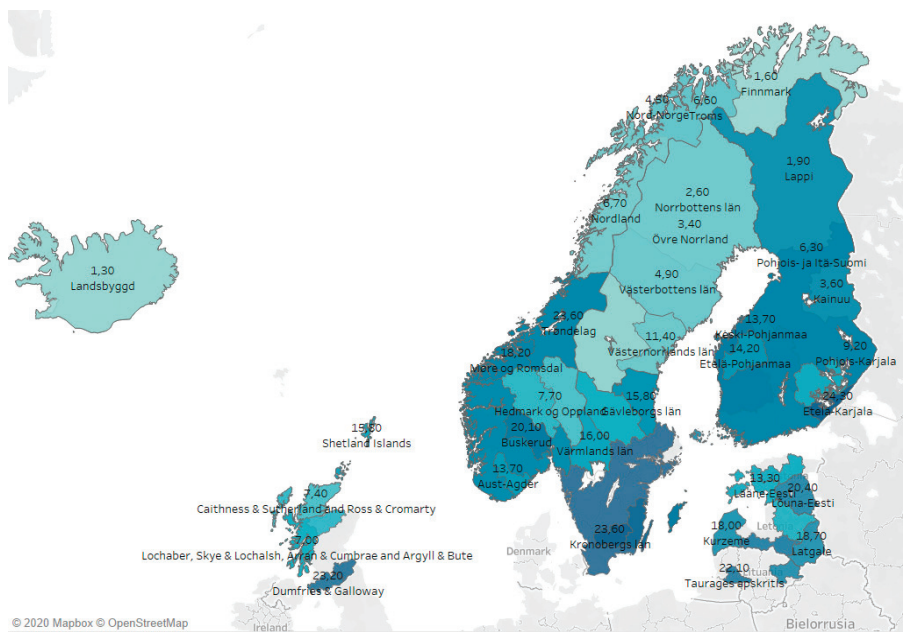 1,60
Finnmark
4,50
6,60
Nord-Norge
Troms
1,90
Lappi
2,60
Norrbottens län
6,70
Nordland
3,40
Övre Norrland
1,30
Landsbyggd
6,30
Pohjois- ja Itä-Suomi
4,90
Västerbottens län
3,60
Kainuu
23,60
Trøndelag
13,70
Keski-Pohjanmaa
11,40
Västernorrlands län
18,20
Møre og Romsdal
14,20
Etelä-Pohjanmaa
9,20
Pohjois-Karjala
7,70
Hedmark og Oppland
15,80
Gävleborgs län
24,30
Etelä-Karjala
15,80
Shetland Islands
20,10
Buskerud
16,00
Värmlands län
13,70
Aust-Agder
13,30
Lääne-Eesti
20,40
Lõuna-Eesti
7,40
Caithness & Sutherland and Ross & Cromarty
23,60
Kronobergs län
18,00
Kurzeme
Letonia
18,70
Latgale
7,00
Lochaber, Skye & Lochalsh, Arran & Cumbrae and Argyll & Bute
Denmark
22,10
Lituania
Taurages apskritis
23,20
Dumfries & Galloway
© 2020 Mapbox © OpenStreetMap
Ireland
Bielorrusia